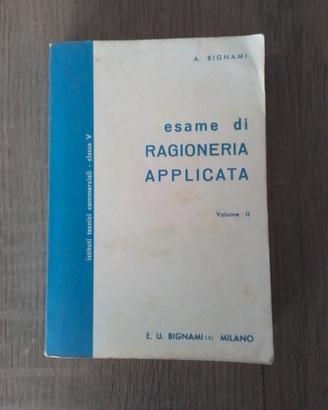 A. BIGNAMI
esame di
RAGIONERIA
APPLICATA
Volume II
istituti tecnici commerciali - classe V
E. U. BIGNAMI MILANO